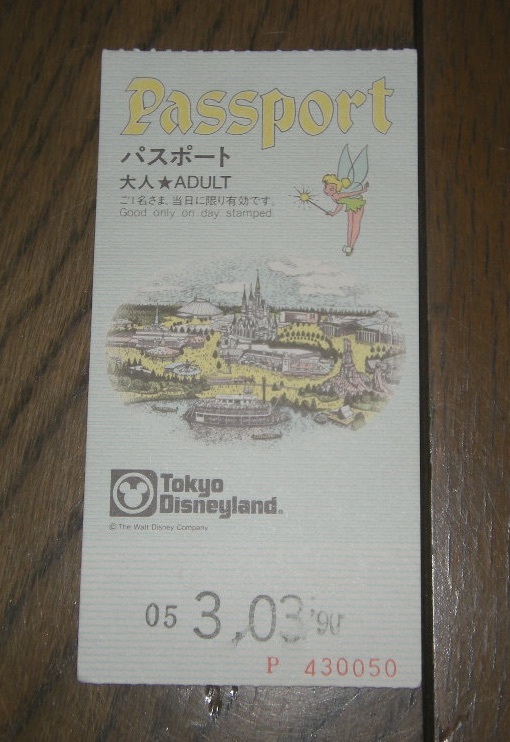 Passport
パスポート
大人★ADULT
ご1名さま、当日に限り有効です。
Good only on day stamped.
Tokyo
Disneyland®
© The Walt Disney Company
05 3,03 '90
P 430050